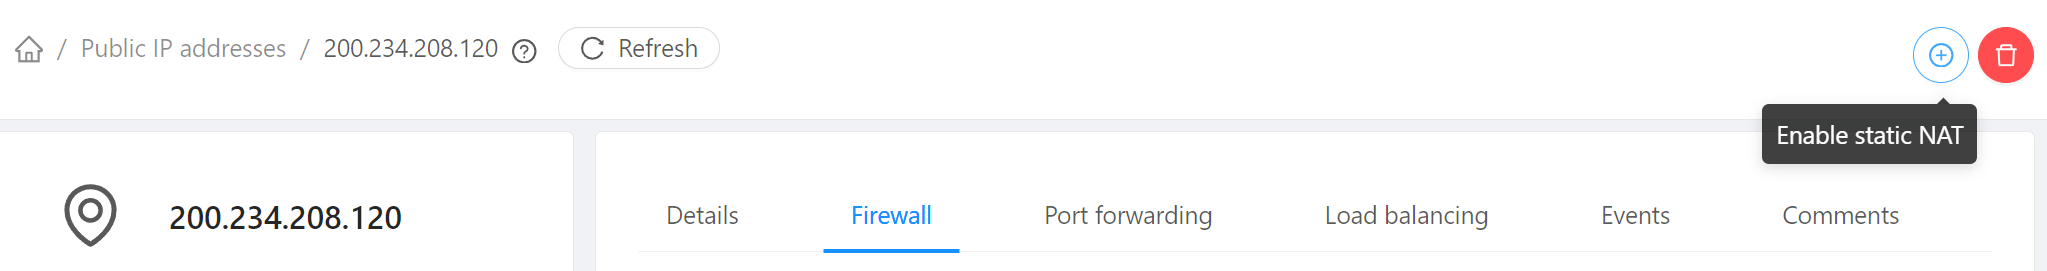 / Public IP addresses / 200.234.208.120 Refresh
Enable static NAT
200.234.208.120
Details Firewall Port forwarding Load balancing Events Comments